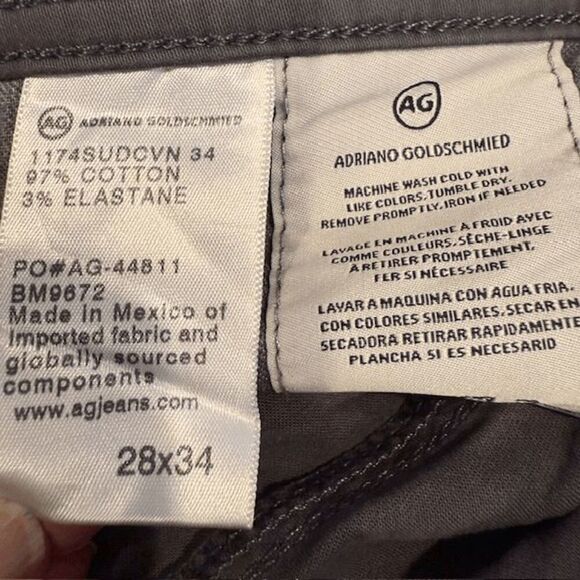 AG ADRIANO GOLDSCHMIED
1174SUDCVN 34
97% COTTON
3% ELASTANE
PO#AG-44811
BM9672
Made in Mexico of
Imported fabric and
globally sourced
components
www.agjeans.com
28x34
AG
ADRIANO GOLDSCHMIED
MACHINE WASH COLD WITH
LIKE COLORS, TUMBLE DRY.
REMOVE PROMPTLY, IRON IF NEEDED
LAVAGE EN MACHINE À FROID AVEC
COMME COULEURS, SÈCHE-LINGE
A RETIRER PROMPTEMENT,
FER SI NÉCESSAIRE
LAVAR A MAQUINA CON AGUA FRIA,
CON COLORES SIMILARES, SECAR EN
SECADORA RETIRAR RAPIDAMENTE
PLANCHA SI ES NECESARIO